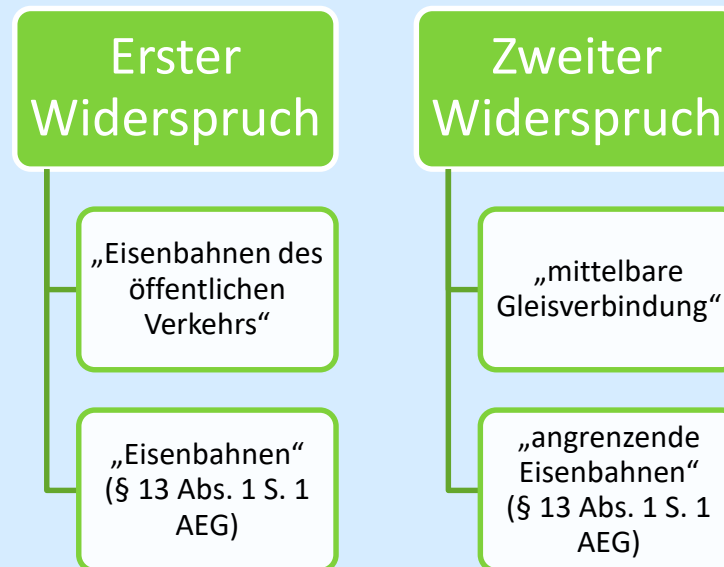 Erster
Widerspruch
„Eisenbahnen des
öffentlichen
Verkehrs“
„Eisenbahnen“
(§ 13 Abs. 1 S. 1
AEG)
Zweiter
Widerspruch
„mittelbare
Gleisverbindung“
„angrenzende
Eisenbahnen“
(§ 13 Abs. 1 S. 1
AEG)